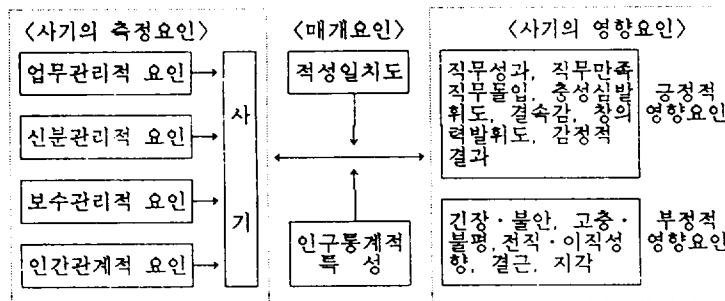 〈사기의 측정요인〉
업무관리적 요인
신분관리적 요인
보수관리적 요인
인간관계적 요인
사
기
〈매개요인〉
적성일치도
인구통계적
특 성
〈사기의 영향요인〉
직무성과, 직무만족
직무몰입, 충성심발
휘도, 결속감, 창의
력발휘도, 감정적
결과
긍정적
영향요인
긴장·불안, 고충·
불평, 전직·이직성
향, 결근, 지각
부정적
영향요인